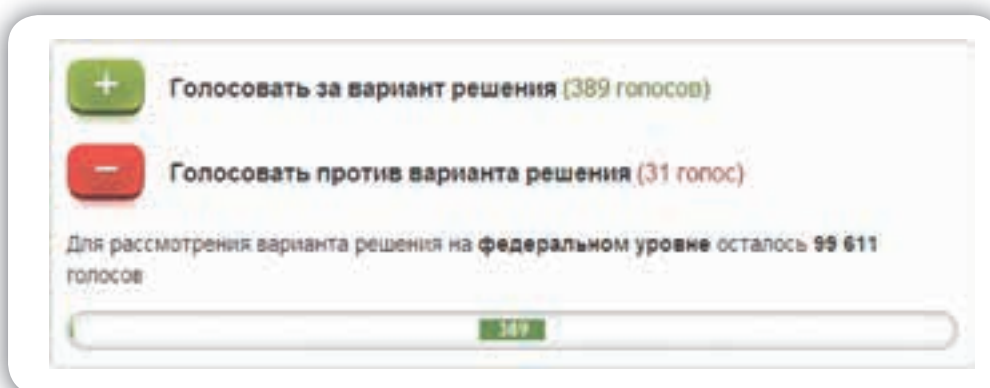 Голосовать за вариант решения (389 голосов)
Голосовать против варианта решения (31 голос)
Для рассмотрения варианта решения на федеральном уровне осталось 99 611
голосов
389